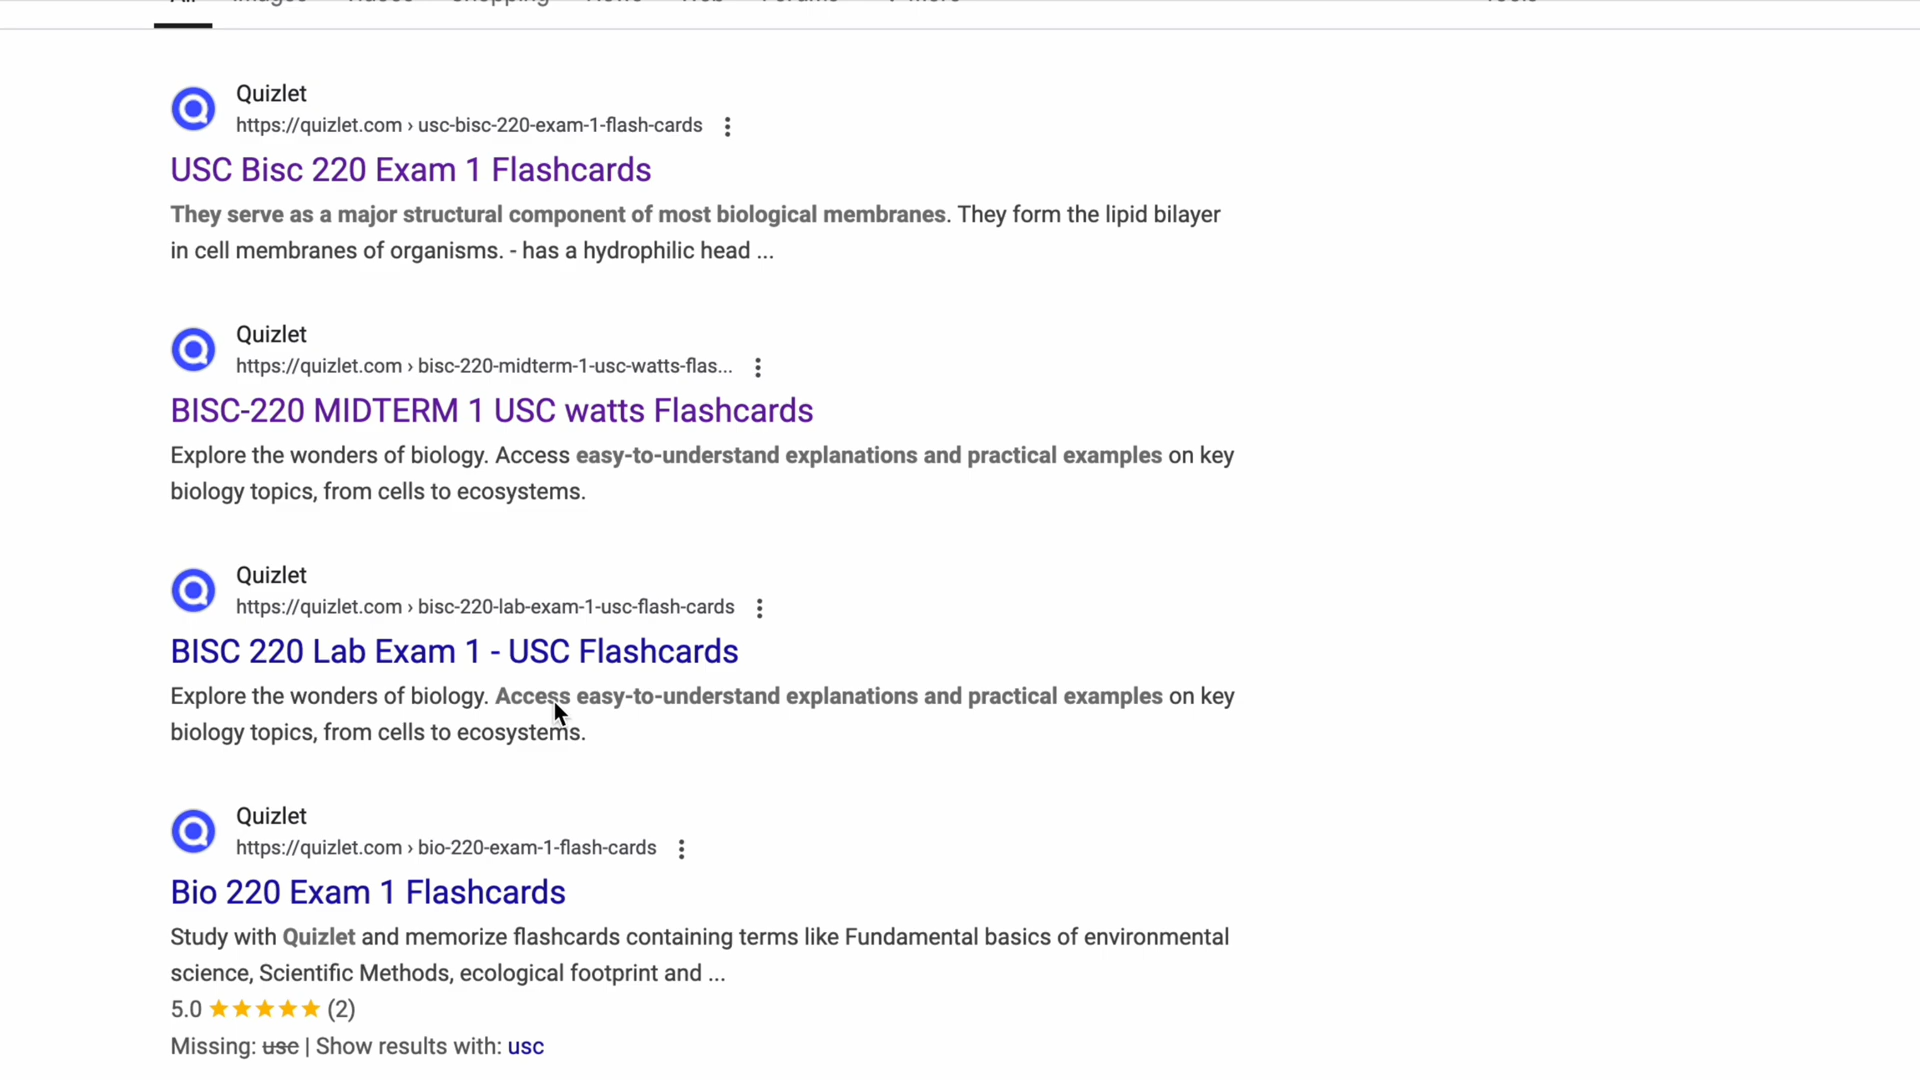 Quizlet
https://quizlet.com › usc-bisc-220-exam-1-flash-cards
USC Bisc 220 Exam 1 Flashcards
They serve as a major structural component of most biological membranes. They form the lipid bilayer
in cell membranes of organisms. - has a hydrophilic head ...
Quizlet
https://quizlet.com › bisc-220-midterm-1-usc-watts-flas...
BISC-220 MIDTERM 1 USC watts Flashcards
Explore the wonders of biology. Access easy-to-understand explanations and practical examples on key
biology topics, from cells to ecosystems.
Quizlet
https://quizlet.com › bisc-220-lab-exam-1-usc-flash-cards
BISC 220 Lab Exam 1 - USC Flashcards
Explore the wonders of biology. Access easy-to-understand explanations and practical examples on key
biology topics, from cells to ecosystems.
Quizlet
https://quizlet.com › bio-220-exam-1-flash-cards
Bio 220 Exam 1 Flashcards
Study with Quizlet and memorize flashcards containing terms like Fundamental basics of environmental
science, Scientific Methods, ecological footprint and ...
5.0 ★★★★★ (2)
Missing: usc | Show results with: usc